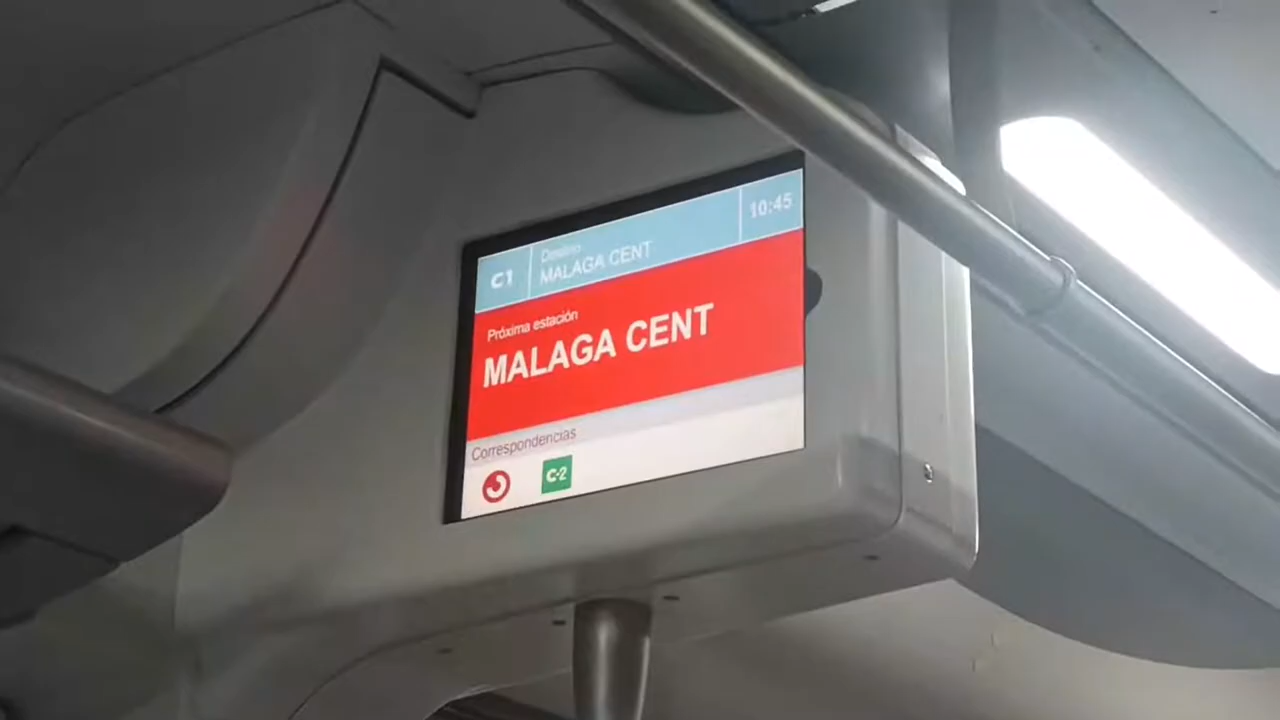 C1
Destino
MALAGA CENT
10:45
Próxima estación
MALAGA CENT
Correspondencias
C-2